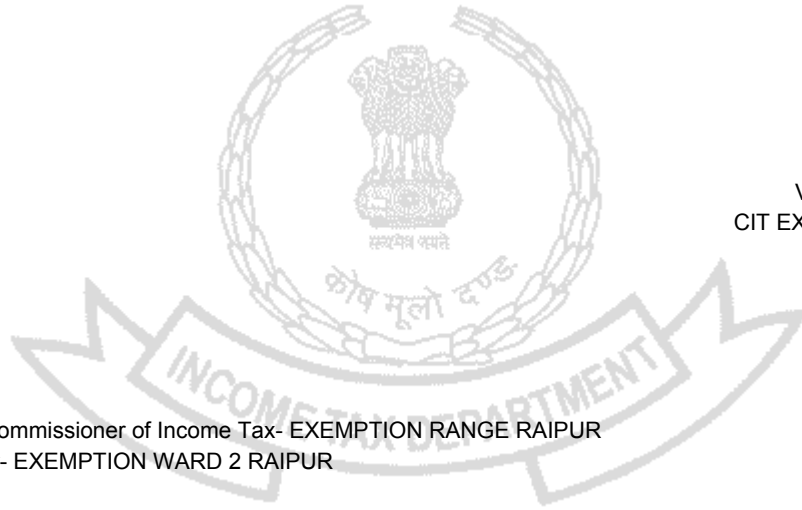 V
CIT EX
सत्यमेव जयते
कोष मूलो दण्ड:
INCOME TAX DEPARTMENT
ommissioner of Income Tax- EXEMPTION RANGE RAIPUR
- EXEMPTION WARD 2 RAIPUR